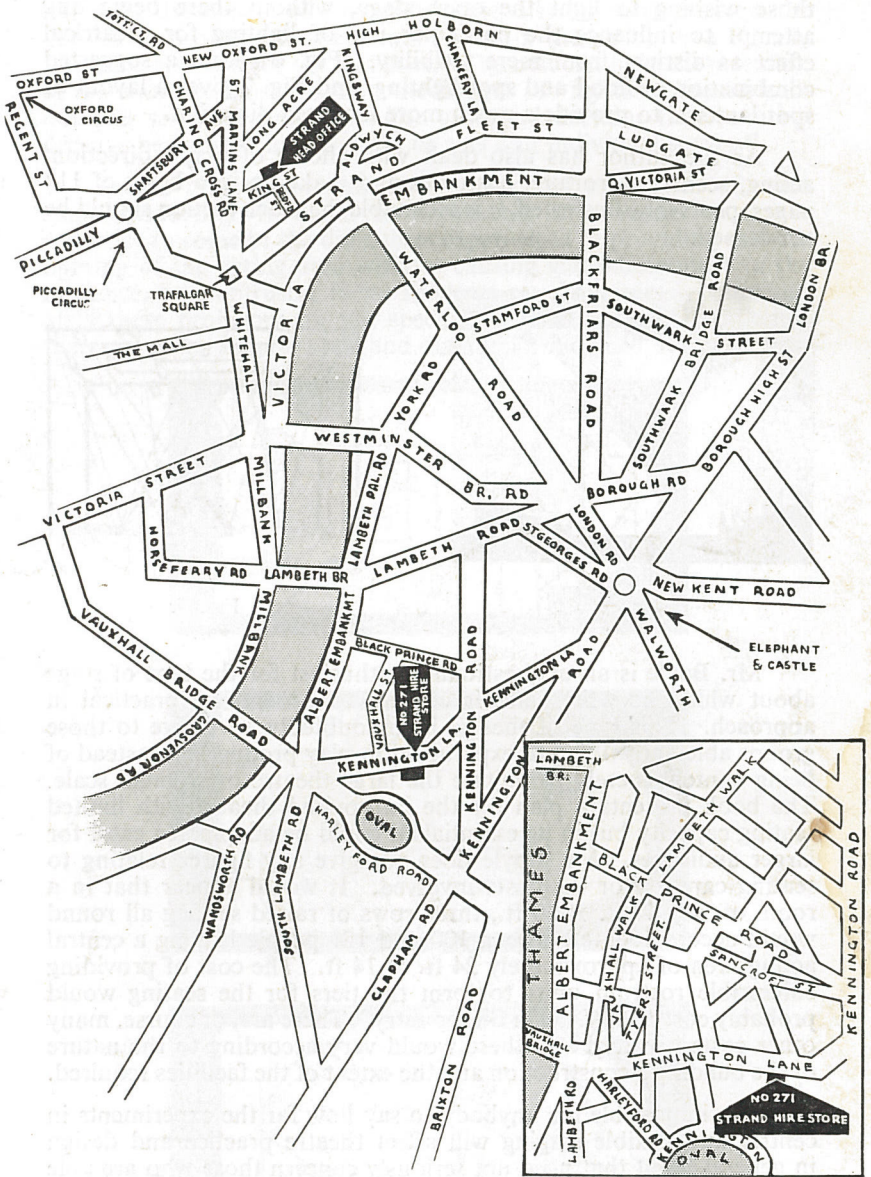 TOTT. CT. RD
OXFORD ST
NEW OXFORD ST.
HIGH HOLBORN
OXFORD CIRCUS
REGENT ST
SHAFTSBURY AVE.
CHARING CROSS RD
ST. MARTINS LANE
LONG ACRE
KINGSWAY
CHANCERY LA.
NEWGATE
STRAND
HEAD OFFICE
ALDWYCH
FLEET ST
LUDGATE
KING ST
BEDFD
ST
STRAND
Q. VICTORIA ST
PICCADILLY
PICCADILLY
CIRCUS
TRAFALGAR
SQUARE
VICTORIA EMBANKMENT
THE MALL
WHITEHALL
WATERLOO ROAD
STAMFORD ST
BLACKFRIARS ROAD
SOUTHWARK STREET
SOUTHWARK BRIDGE ROAD
LONDON BR.
YORK RD
BOROUGH HIGH ST
VICTORIA STREET
MILLBANK
WESTMINSTER BR. RD
BOROUGH RD
LAMBETH PAL. RD
HORSEFERRY RD
LAMBETH BR
LAMBETH ROAD
ST GEORGES RD
LONDON RD
NEW KENT ROAD
WALWORTH
ELEPHANT
& CASTLE
MILLBANK
ALBERT EMBANKMT
BLACK PRINCE RD
VAUXHALL ST
NO 271
STRAND HIRE
STORE
KENNINGTON ROAD
KENNINGTON LA
KENNINGTON ROAD
VAUXHALL BRIDGE ROAD
GROSVENOR RD
KENNINGTON LA.
KENNINGTON
OVAL
HARLEYFORD ROAD
WANDSWORTH RD
SOUTH LAMBETH RD
CLAPHAM RD
BRIXTON ROAD
LAMBETH
BR:
THAMES
ALBERT EMBANKMENT
LAMBETH WALK
BLACK PRINCE ROAD
VAUXHALL WALK
SANCROFT ST
KENNINGTON ROAD
VAUXHALL
BRIDGE
KENNINGTON LANE
LAMBETH RD
HARLEYFORD RD
KENNINGTON
OVAL
NO 271
STRAND HIRE STORE